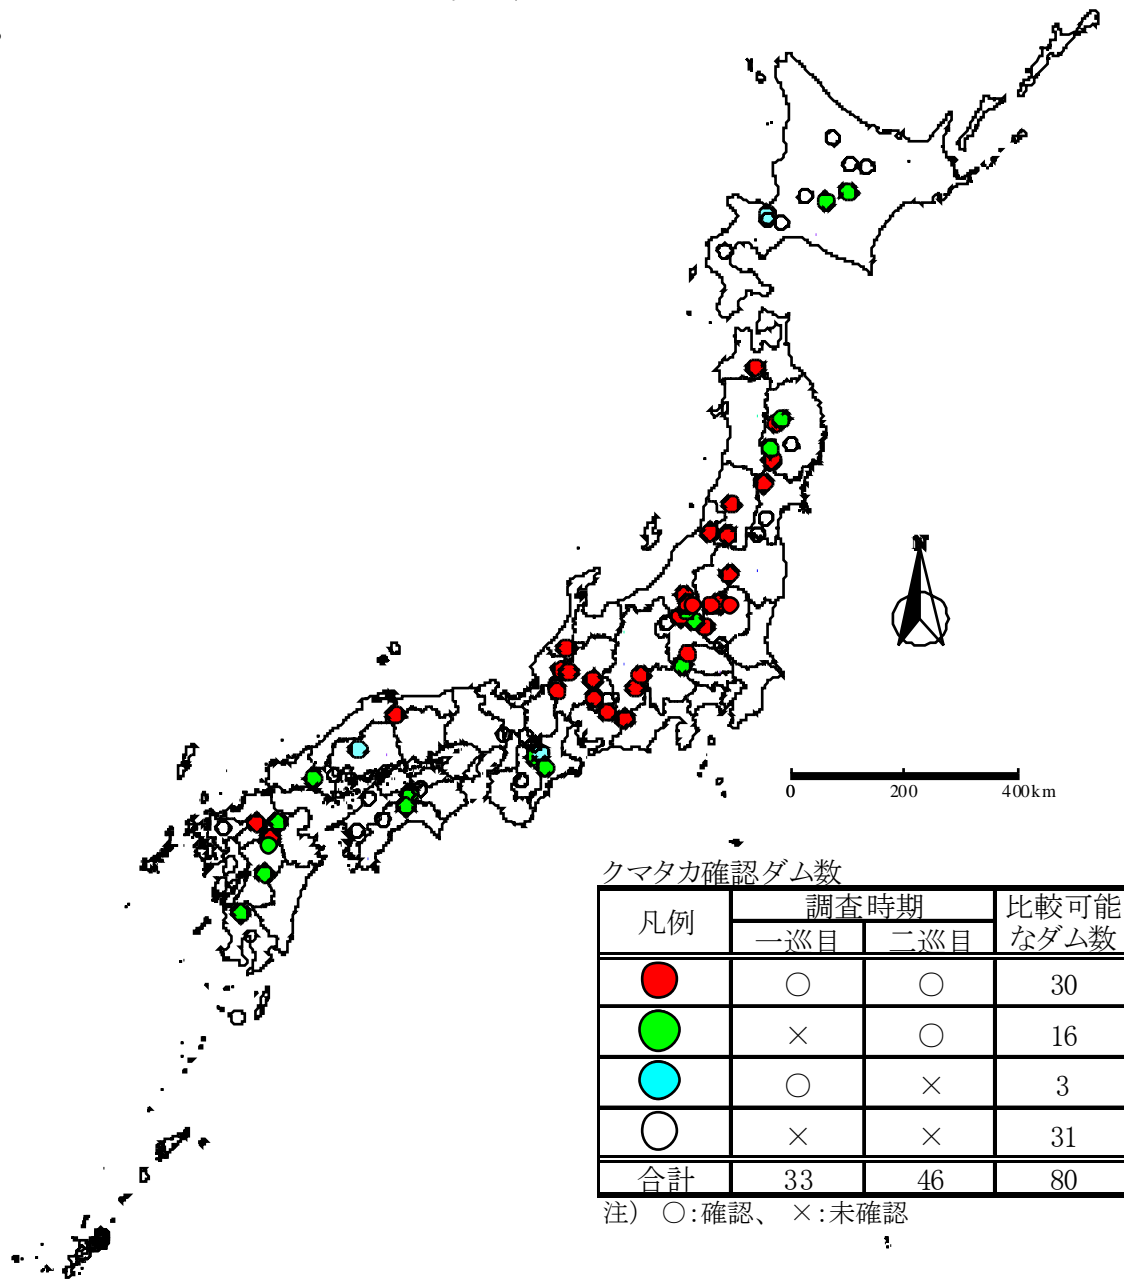 N
0 200 400km
クマタカ確認ダム数
凡例 調査時期 比較可能なダム数
一巡目 二巡目
○ ○ 30
× ○ 16
○ × 3
× × 31
合計 33 46 80
注) ○:確認、 ×:未確認